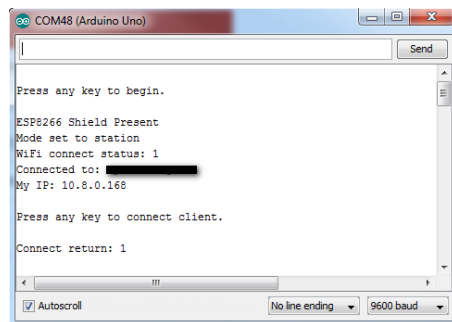 COM48 (Arduino Uno)
Send
Press any key to begin.
ESP8266 Shield Present
Mode set to station
WiFi connect status: 1
Connected to:
My IP: 10.8.0.168
Press any key to connect client.
Connect return: 1
Autoscroll
No line ending
9600 baud